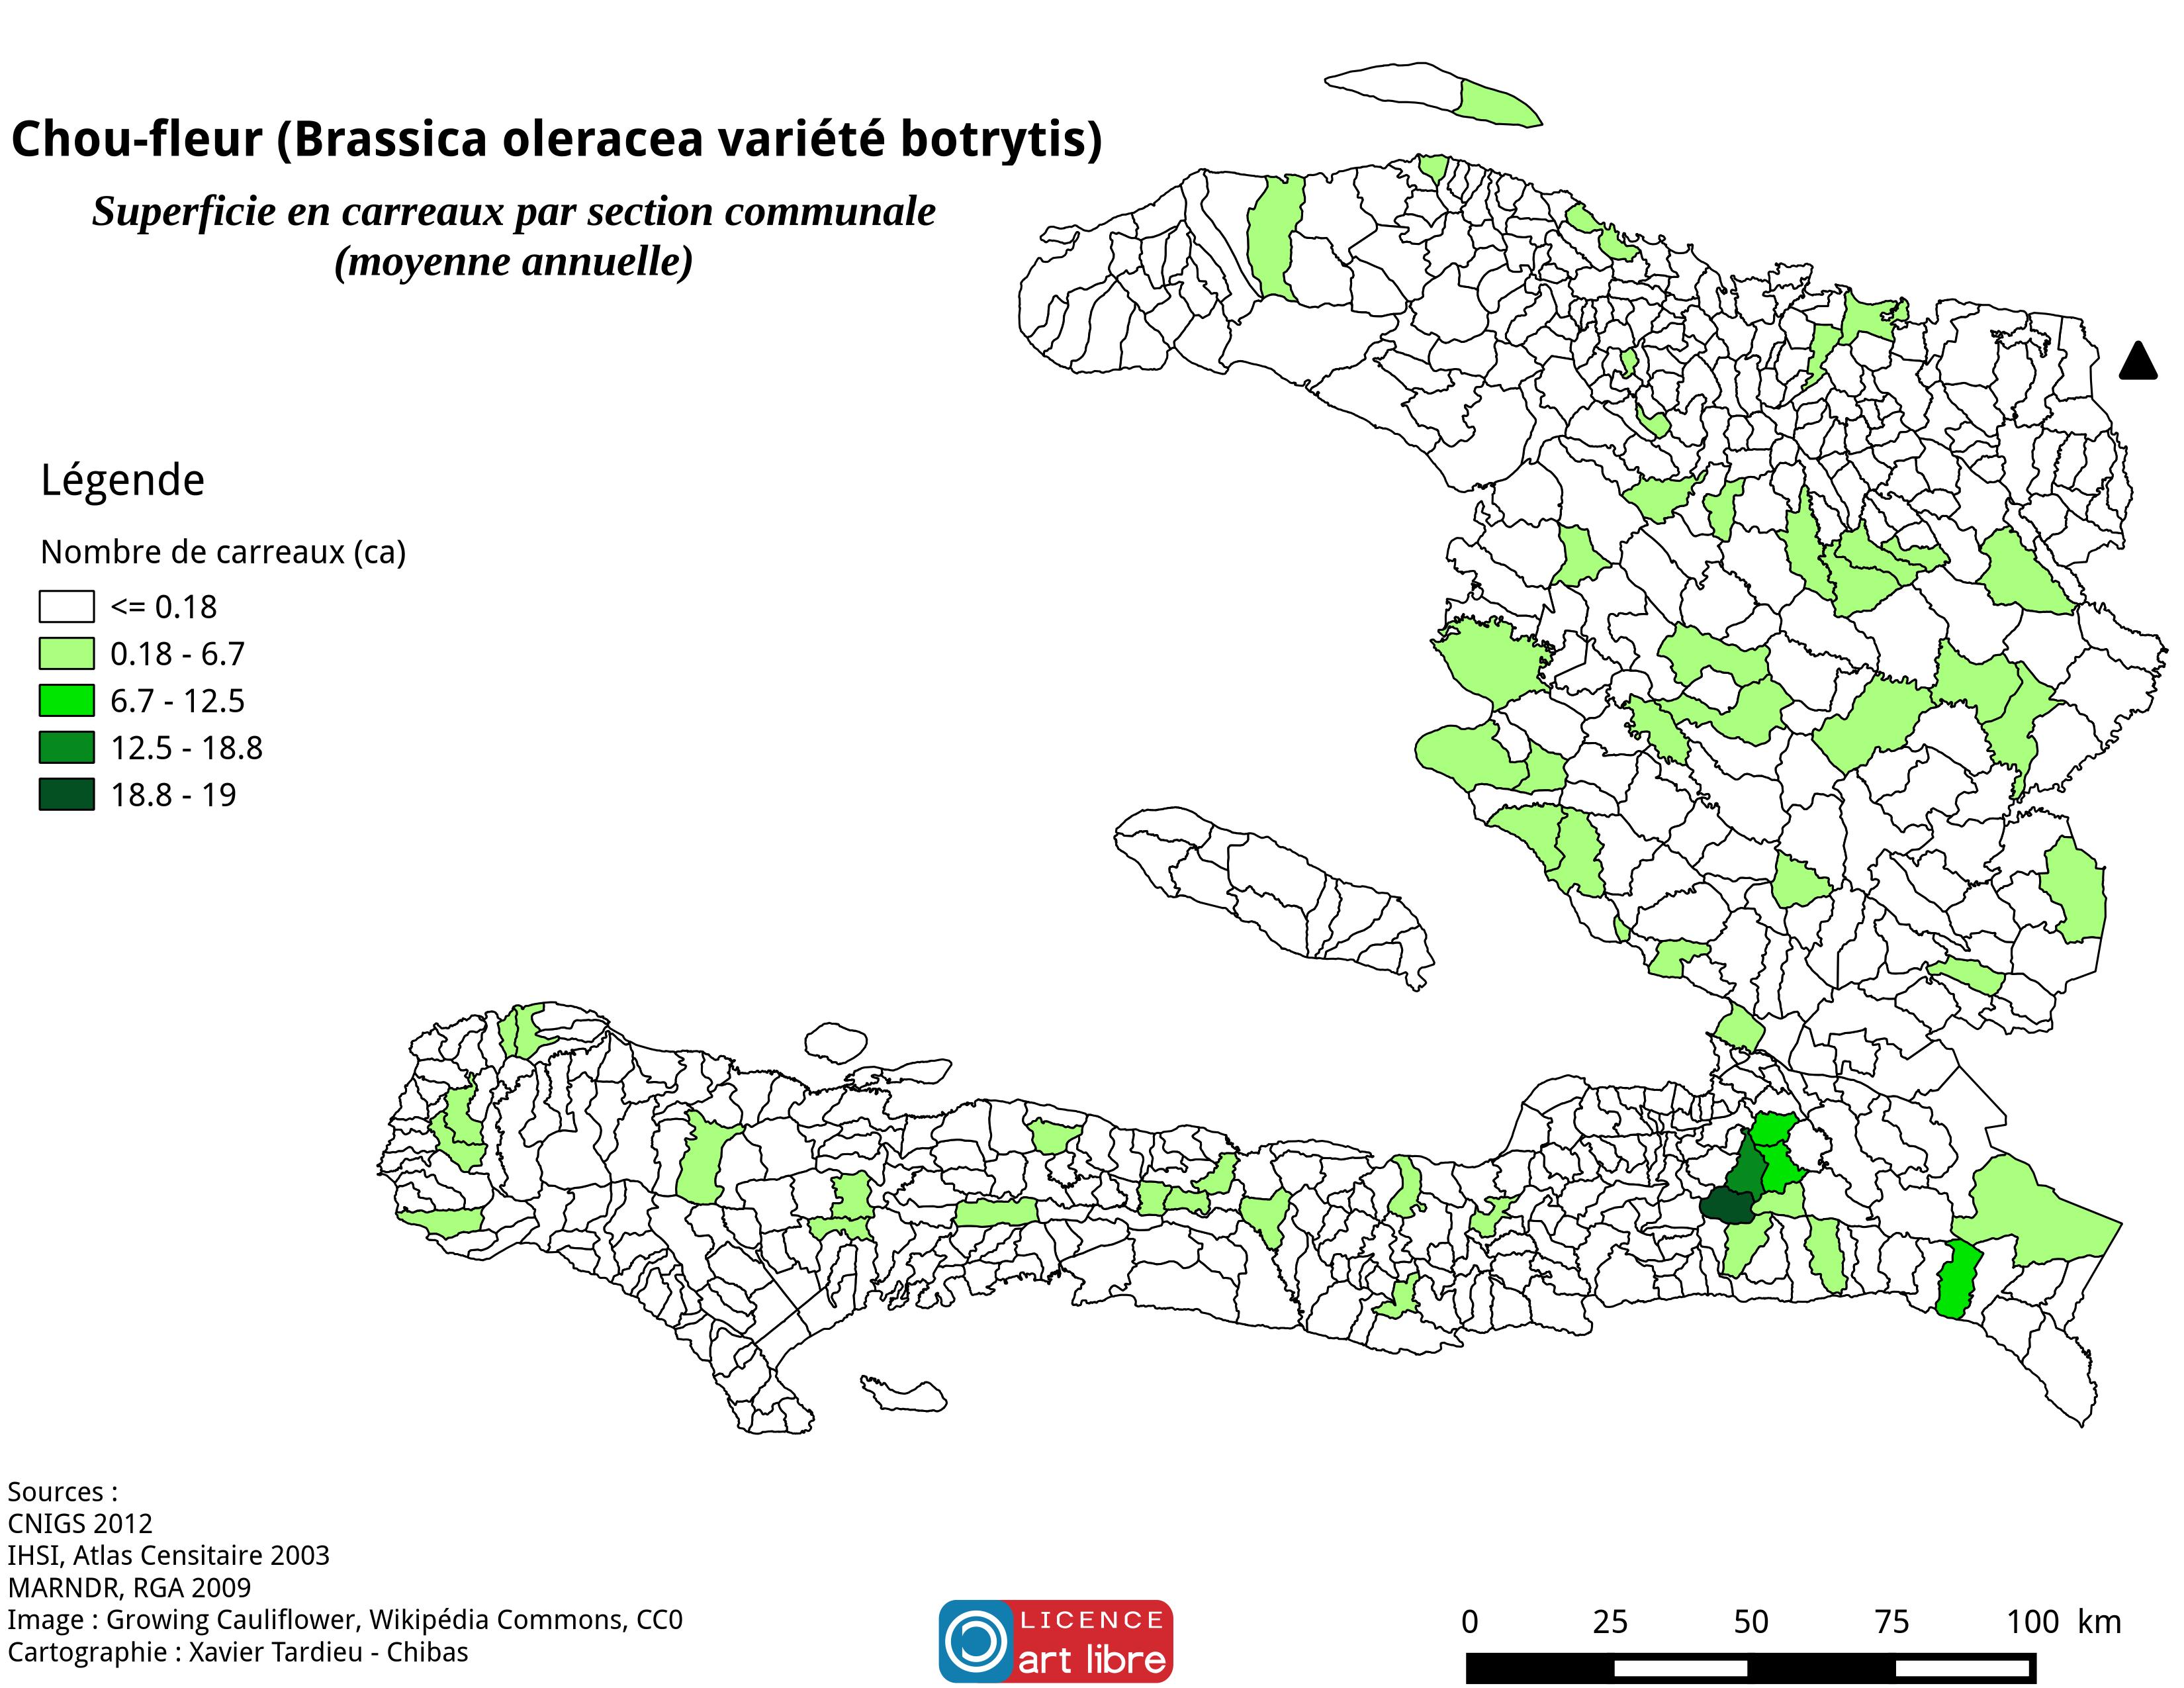 Chou-fleur (Brassica oleracea variété botrytis)
Superficie en carreaux par section communale
(moyenne annuelle)
Légende
Nombre de carreaux (ca)
<= 0.18
0.18 - 6.7
6.7 - 12.5
12.5 - 18.8
18.8 - 19
Sources :
CNIGS 2012
IHSI, Atlas Censitaire 2003
MARNDR, RGA 2009
Image : Growing Cauliflower, Wikipédia Commons, CC0
Cartographie : Xavier Tardieu - Chibas
LICENCE
art libre
0 25 50 75 100 km